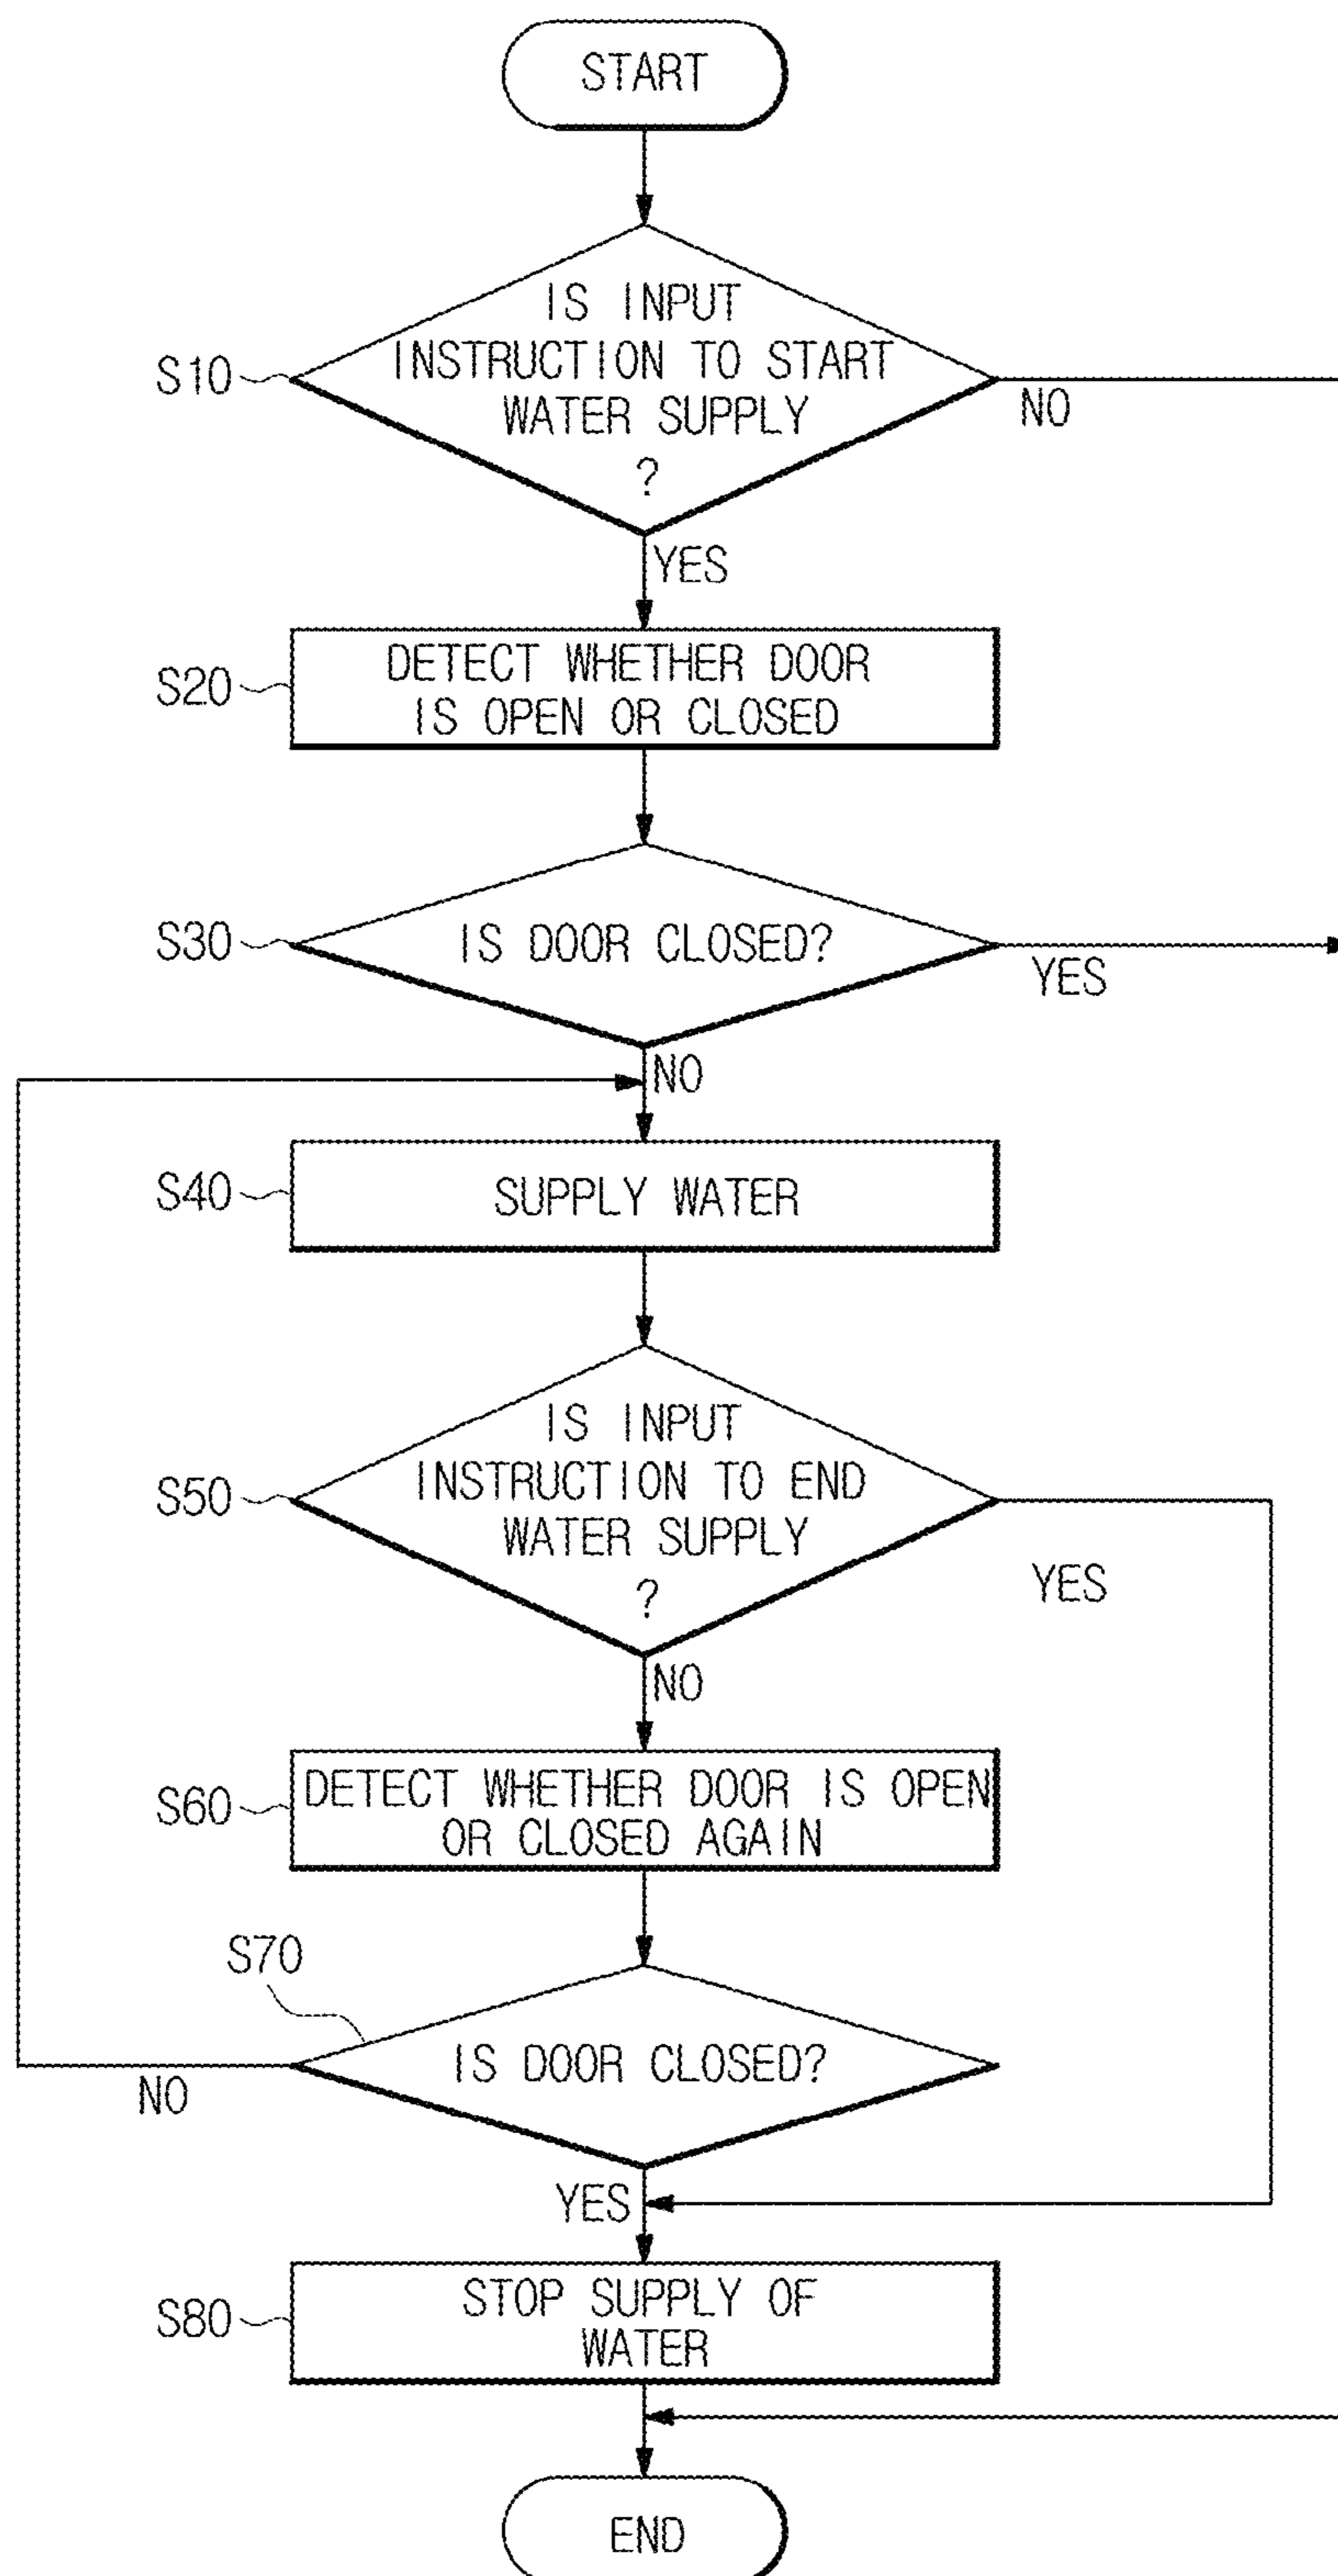 START
IS INPUT
INSTRUCTION TO START
WATER SUPPLY
?
S10
NO
YES
DETECT WHETHER DOOR
IS OPEN OR CLOSED
S20
IS DOOR CLOSED?
S30
YES
NO
SUPPLY WATER
S40
IS INPUT
INSTRUCTION TO END
WATER SUPPLY
?
S50
YES
NO
DETECT WHETHER DOOR IS OPEN
OR CLOSED AGAIN
S60
S70
IS DOOR CLOSED?
NO
YES
STOP SUPPLY OF
WATER
S80
END